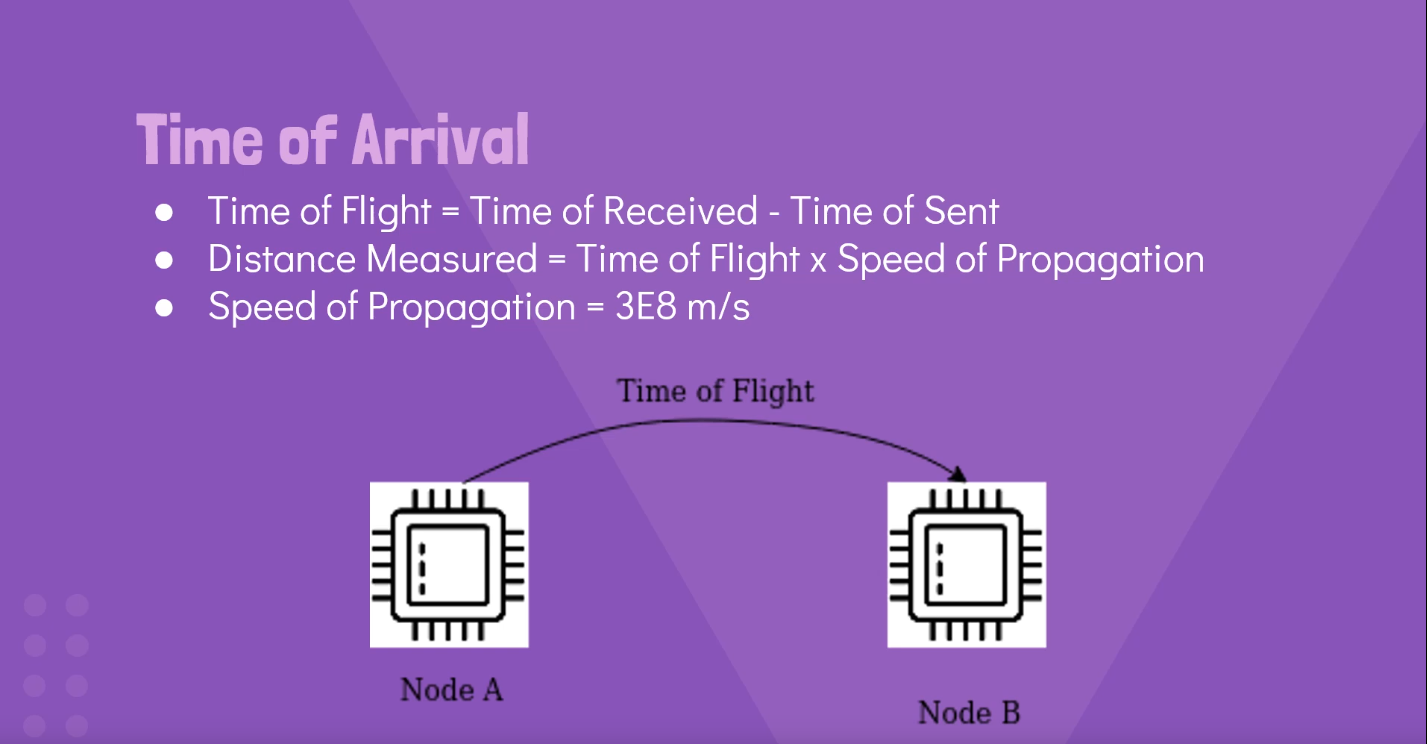 Time of Arrival
● Time of Flight = Time of Received - Time of Sent
● Distance Measured = Time of Flight x Speed of Propagation
● Speed of Propagation = 3E8 m/s
Time of Flight
Node A
Node B